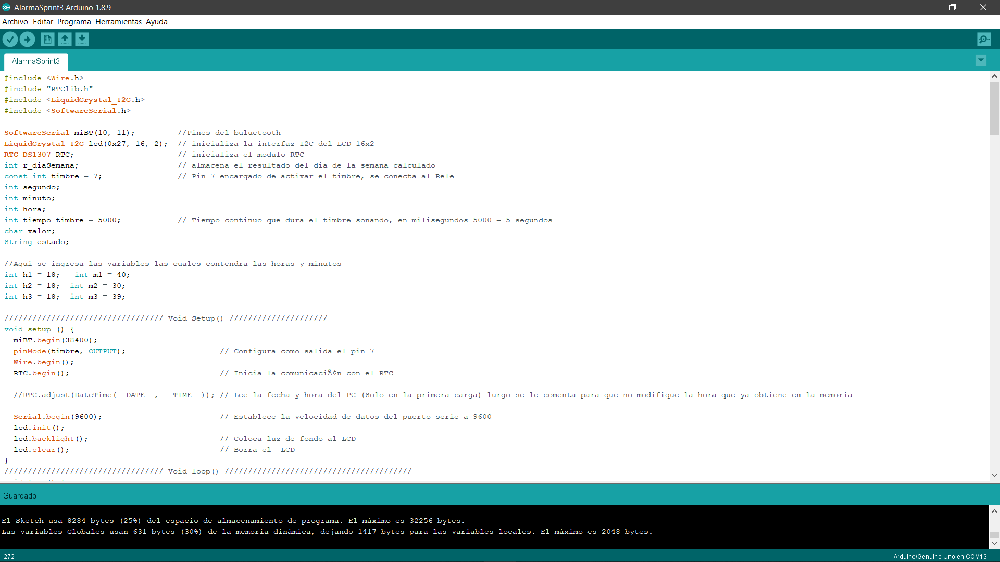 AlarmaSprint3 Arduino 1.8.9
Archivo Editar Programa Herramientas Ayuda
AlarmaSprint3
#include <Wire.h>
#include "RTClib.h"
#include <LiquidCrystal_I2C.h>
#include <SoftwareSerial.h>
SoftwareSerial miBT(10, 11); //Pines del buluetooth
LiquidCrystal_I2C lcd(0x27, 16, 2); // inicializa la interfaz I2C del LCD 16x2
RTC_DS1307 RTC; // inicializa el modulo RTC
int r_diaSemana; // almacena el resultado del dia de la semana calculado
const int timbre = 7; // Pin 7 encargado de activar el timbre, se conecta al Rele
int segundo;
int minuto;
int hora;
int tiempo_timbre = 5000; // Tiempo continuo que dura el timbre sonando, en milisegundos 5000 = 5 segundos
char valor;
String estado;
//Aqui se ingresa las variables las cuales contendra las horas y minutos
int h1 = 18; int m1 = 40;
int h2 = 18; int m2 = 30;
int h3 = 18; int m3 = 39;
////////////////////////////////// Void Setup() /////////////////////
void setup () {
miBT.begin(38400);
pinMode(timbre, OUTPUT); // Configura como salida el pin 7
Wire.begin();
RTC.begin(); // Inicia la comunicaciÂ¢n con el RTC
//RTC.adjust(DateTime(__DATE__, __TIME__)); // Lee la fecha y hora del PC (Solo en la primera carga) lurgo se le comenta para que no modifique la hora que ya obtiene en la memoria
Serial.begin(9600); // Establece la velocidad de datos del puerto serie a 9600
lcd.init();
lcd.backlight(); // Coloca luz de fondo al LCD
lcd.clear(); // Borra el  LCD
}
////////////////////////////////// Void loop() ////////////////////////////////////////
Guardado.
El Sketch usa 8284 bytes (25%) del espacio de almacenamiento de programa. El máximo es 32256 bytes.
Las variables Globales usan 631 bytes (30%) de la memoria dinámica, dejando 1417 bytes para las variables locales. El máximo es 2048 bytes.
272
Arduino/Genuino Uno en COM13